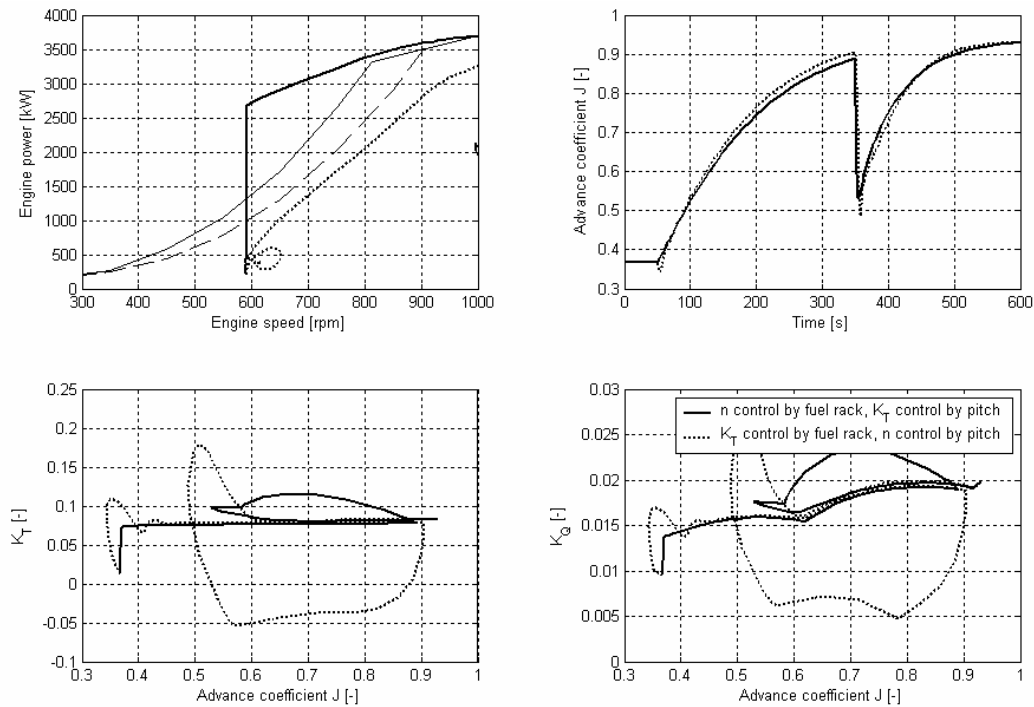 4000
3500
3000
2500
2000
1500
1000
500
0
Engine power [kW]
300 400 500 600 700 800 900 1000
Engine speed [rpm]
1
0.9
0.8
0.7
0.6
0.5
0.4
0.3
Advance coefficient J [-]
0 100 200 300 400 500 600
Time [s]
0.25
0.2
0.15
0.1
0.05
0
-0.05
-0.1
K_T [-]
0.3 0.4 0.5 0.6 0.7 0.8 0.9 1
Advance coefficient J [-]
0.03
0.025
0.02
0.015
0.01
0.005
0
K_Q [-]
n control by fuel rack, K_T control by pitch
K_T control by fuel rack, n control by pitch
0.3 0.4 0.5 0.6 0.7 0.8 0.9 1
Advance coefficient J [-]